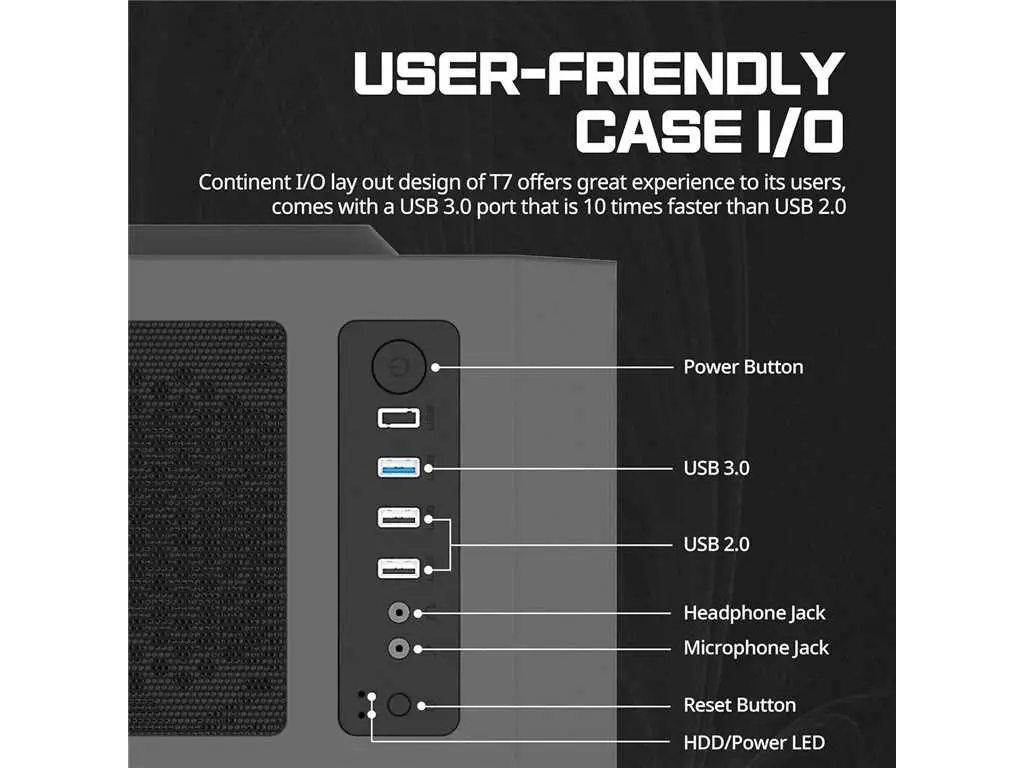 USER-FRIENDLY
CASE I/O
Continent I/O lay out design of T7 offers great experience to its users,
comes with a USB 3.0 port that is 10 times faster than USB 2.0
Power Button
USB 3.0
USB 2.0
Headphone Jack
Microphone Jack
Reset Button
HDD/Power LED